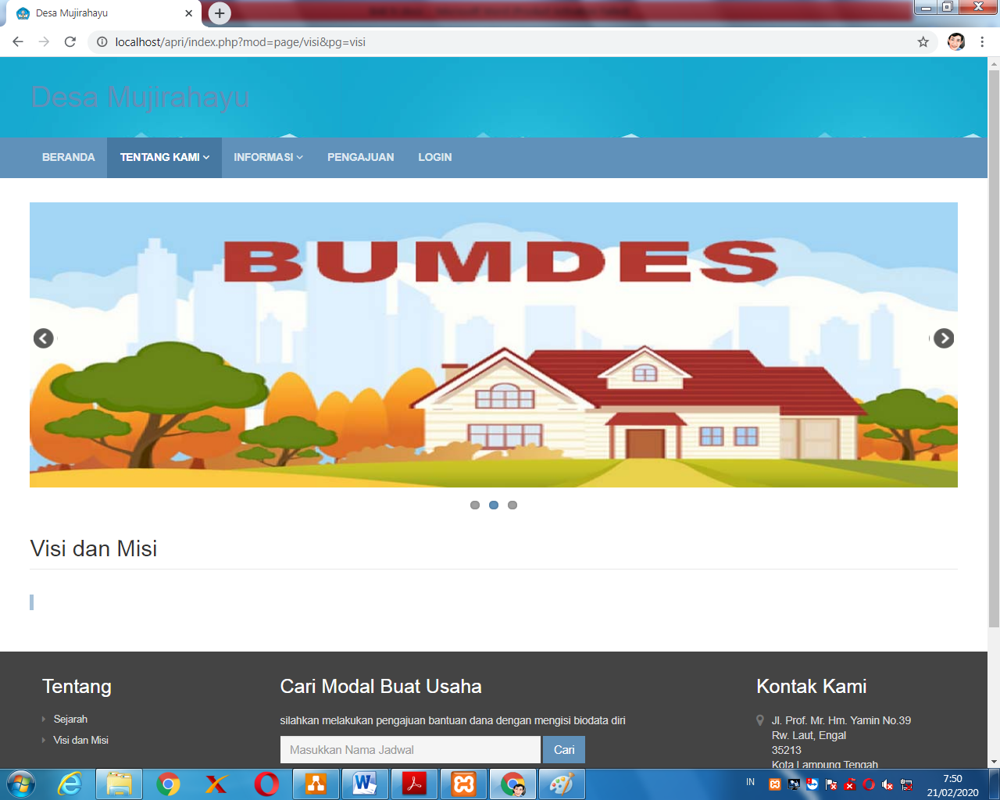 Desa Mujirahayu
localhost/apri/index.php?mod=page/visi&pg=visi
Desa Mujirahayu
BERANDA TENTANG KAMI INFORMASI PENGAJUAN LOGIN
BUMDES
Visi dan Misi
Tentang
Sejarah
Visi dan Misi
Cari Modal Buat Usaha
silahkan melakukan pengajuan bantuan dana dengan mengisi biodata diri
Masukkan Nama Jadwal Cari
Kontak Kami
Jl. Prof. Mr. Hm. Yamin No.39
Rw. Laut, Engal
35213
Kota Lampung Tengah
IN
7:50
21/02/2020